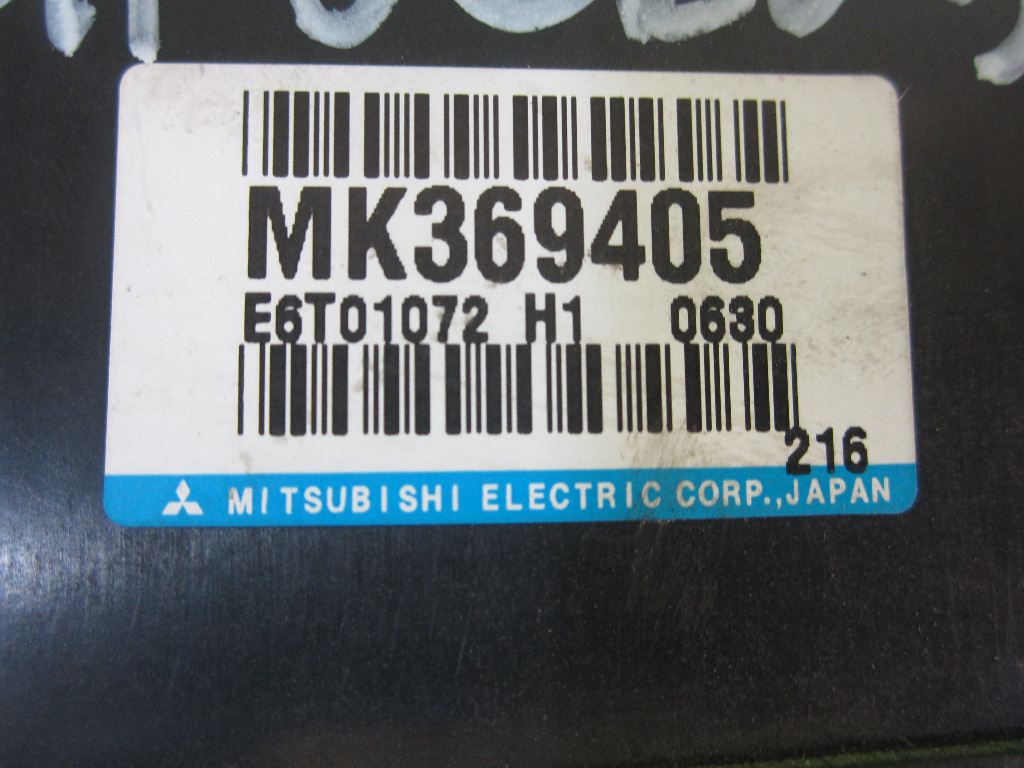 MK369405
E6T01072 H1 0630
216
MITSUBISHI ELECTRIC CORP., JAPAN